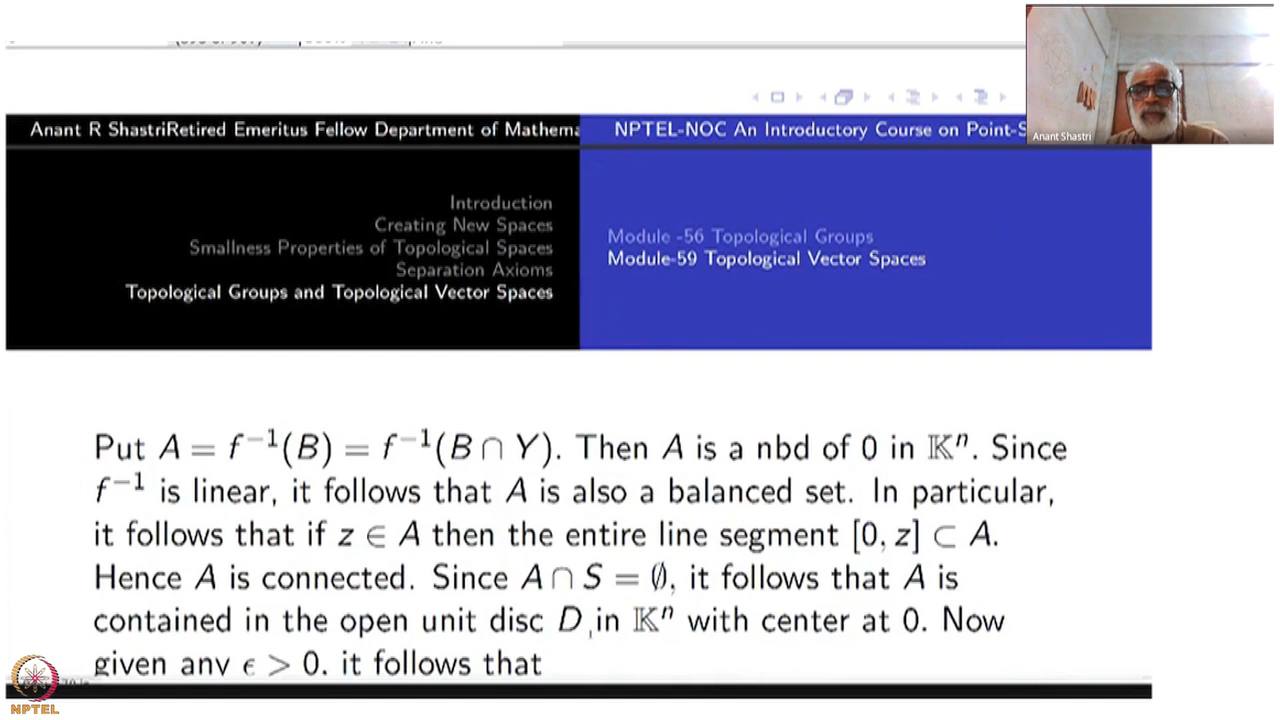 Anant Shastri
Anant R ShastriRetired Emeritus Fellow Department of Mathema
NPTEL-NOC An Introductory Course on Point-S
Introduction
Creating New Spaces
Smallness Properties of Topological Spaces
Separation Axioms
Topological Groups and Topological Vector Spaces
Module -56 Topological Groups
Module-59 Topological Vector Spaces
Put A = f⁻¹(B) = f⁻¹(B ∩ Y). Then A is a nbd of 0 in 𝕂ⁿ. Since
f⁻¹ is linear, it follows that A is also a balanced set. In particular,
it follows that if z ∈ A then the entire line segment [0, z] ⊂ A.
Hence A is connected. Since A ∩ S = ∅, it follows that A is
contained in the open unit disc D in 𝕂ⁿ with center at 0. Now
given any ϵ > 0, it follows that
NPTEL